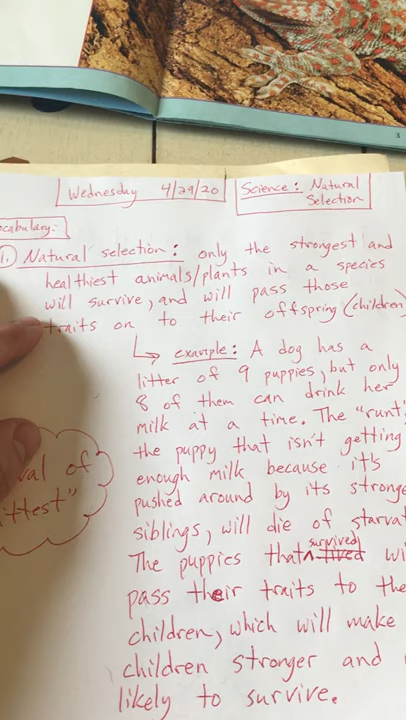 3
Wednesday 4/29/20
Science: Natural
Selection
ocabulary:
1. Natural selection: only the strongest and
healthiest animals/plants in a species
will survive, and will pass those
traits on to their offspring (children)
example: A dog has a
litter of 9 puppies, but only
8 of them can drink her
milk at a time. The "runt",
the puppy that isn't getting
enough milk because it's
pushed around by its stronge
siblings, will die of starvat
The puppies that survived wi
pass their traits to the
children, which will make
children stronger and
likely to survive.
val of
ittest"